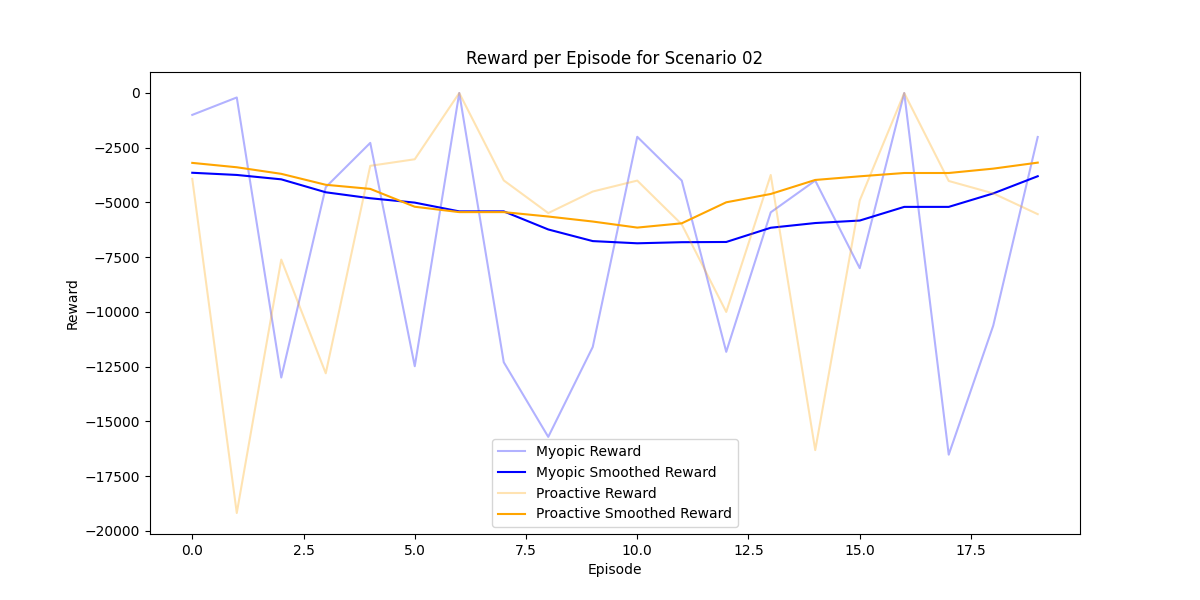 Reward per Episode for Scenario 02
0
−2500
−5000
−7500
−10000
−12500
−15000
−17500
−20000
Reward
Myopic Reward
Myopic Smoothed Reward
Proactive Reward
Proactive Smoothed Reward
0.0 2.5 5.0 7.5 10.0 12.5 15.0 17.5
Episode